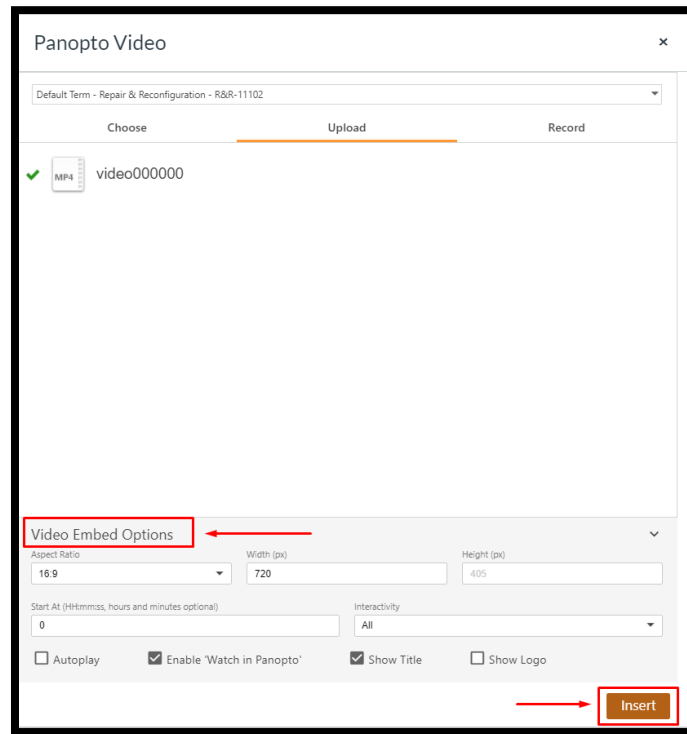 Panopto Video ×
Default Term - Repair & Reconfiguration - R&R-11102
Choose Upload Record
MP4 video000000
Video Embed Options
Aspect Ratio Width (px) Height (px)
16:9 720 405
Start At (HH:mm:ss, hours and minutes optional) Interactivity
0 All
Autoplay Enable 'Watch in Panopto' Show Title Show Logo
Insert